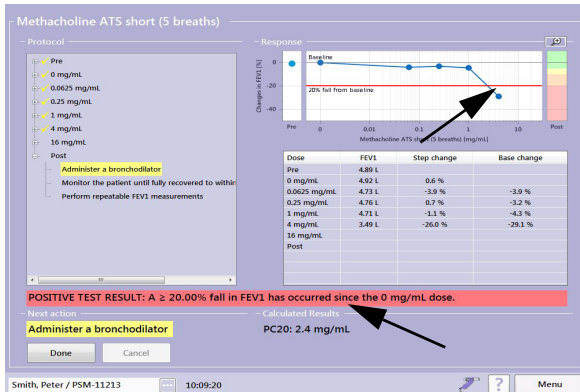 Methacholine ATS short (5 breaths)
Protocol
Pre
0 mg/mL
0.0625 mg/mL
0.25 mg/mL
1 mg/mL
4 mg/mL
16 mg/mL
Post
Administer a bronchodilator
Monitor the patient until fully recovered to within
Perform repeatable FEV1 measurements
Response
Changes in FEV1 [%]
0
-20
-40
Baseline
20% fall from baseline
Pre 0 0.01 0.1 1 10 Post
Methacholine ATS short (5 breaths) [mg/mL]
Dose FEV1 Step change Base change
Pre 4.89 L
0 mg/mL 4.92 L 0.6 %
0.0625 mg/mL 4.73 L -3.9 % -3.9 %
0.25 mg/mL 4.76 L 0.7 % -3.2 %
1 mg/mL 4.71 L -1.1 % -4.3 %
4 mg/mL 3.49 L -26.0 % -29.1 %
16 mg/mL
Post
POSITIVE TEST RESULT: A ≥ 20.00% fall in FEV1 has occurred since the 0 mg/mL dose.
Next action
Administer a bronchodilator
Done Cancel
Calculated Results
PC20: 2.4 mg/mL
Smith, Peter / PSM-11213 ... 10:09:20 ? Menu